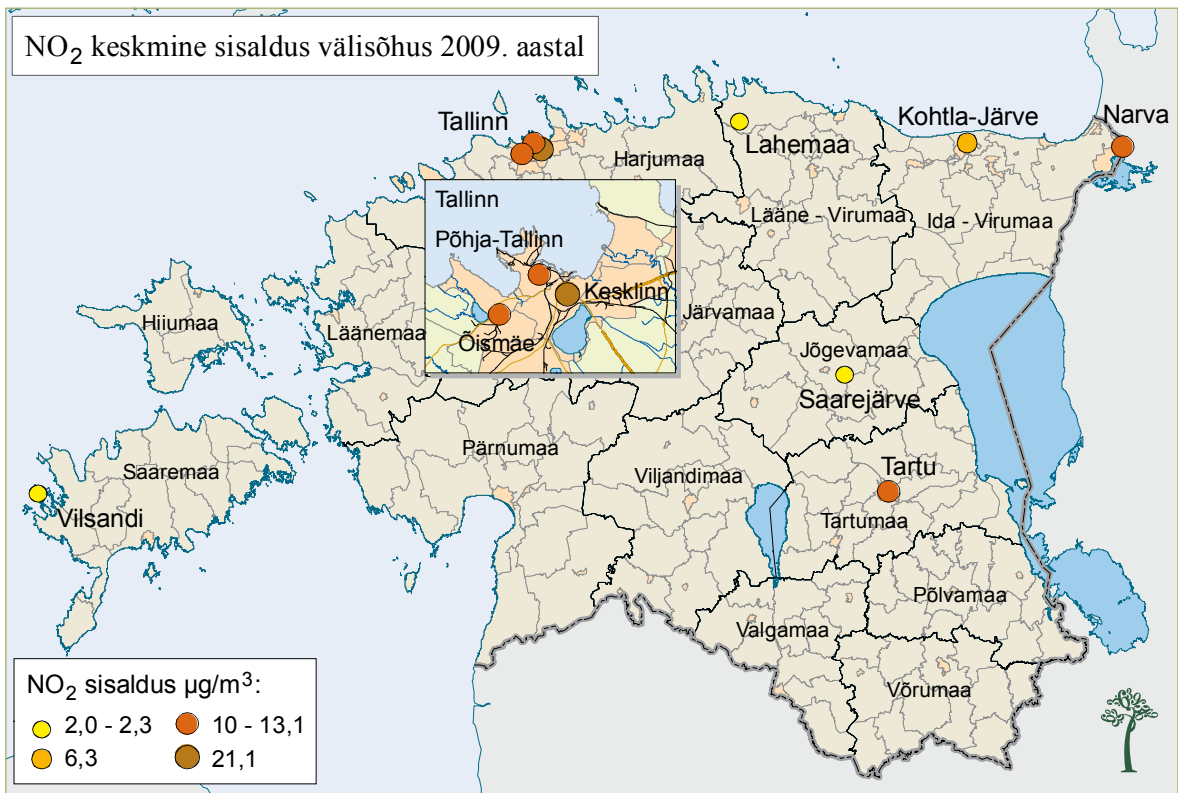 NO2 keskmine sisaldus välisõhus 2009. aastal
Tallinn
Lahemaa
Kohtla-Järve
Narva
Harjumaa
Lääne - Virumaa
Ida - Virumaa
Tallinn
Põhja-Tallinn
Kesklinn
Õismäe
Hiiumaa
Läänemaa
Järvamaa
Jõgevamaa
Saarejärve
Pärnumaa
Saaremaa
Vilsandi
Viljandimaa
Tartu
Tartumaa
Põlvamaa
Valgamaa
Võrumaa
NO2 sisaldus µg/m³:
2,0 - 2,3
10 - 13,1
6,3
21,1